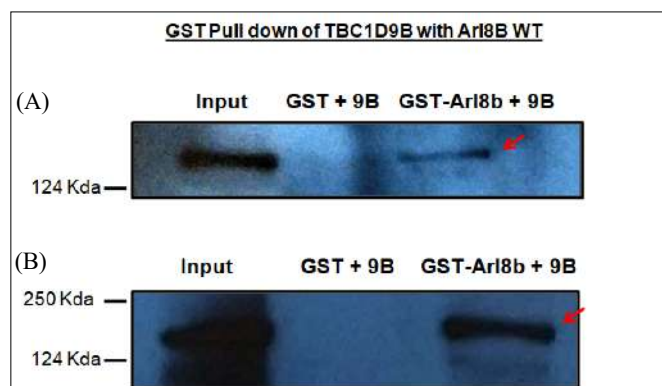 GST Pull down of TBC1D9B with Arl8B WT
(A)
Input GST + 9B GST-Arl8b + 9B
124 Kda
(B)
Input GST + 9B GST-Arl8b + 9B
250 Kda
124 Kda